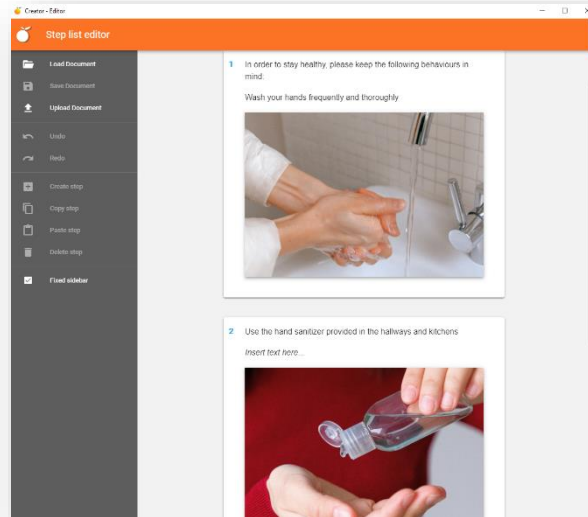 Creator - Editor
Step list editor
Load Document
Save Document
Upload Document
Undo
Redo
Create step
Copy step
Paste step
Delete step
Fixed sidebar
1 In order to stay healthy, please keep the following behaviours in
mind:
Wash your hands frequently and thoroughly
2 Use the hand sanitizer provided in the hallways and kitchens
Insert text here...